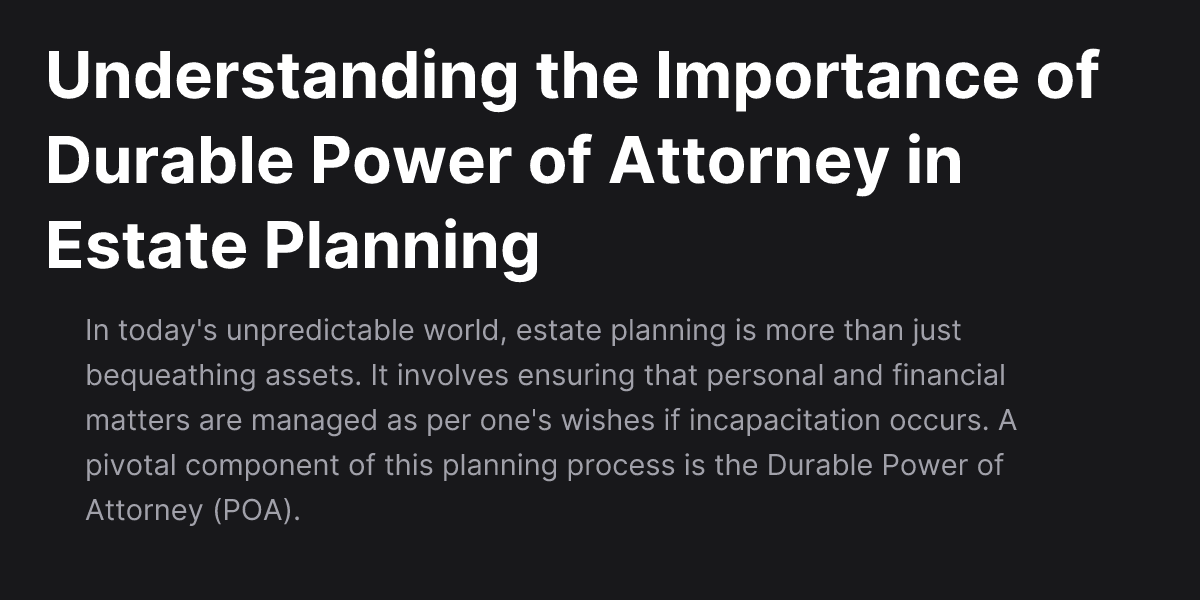 Understanding the Importance of
Durable Power of Attorney in
Estate Planning
In today's unpredictable world, estate planning is more than just
bequeathing assets. It involves ensuring that personal and financial
matters are managed as per one's wishes if incapacitation occurs. A
pivotal component of this planning process is the Durable Power of
Attorney (POA).